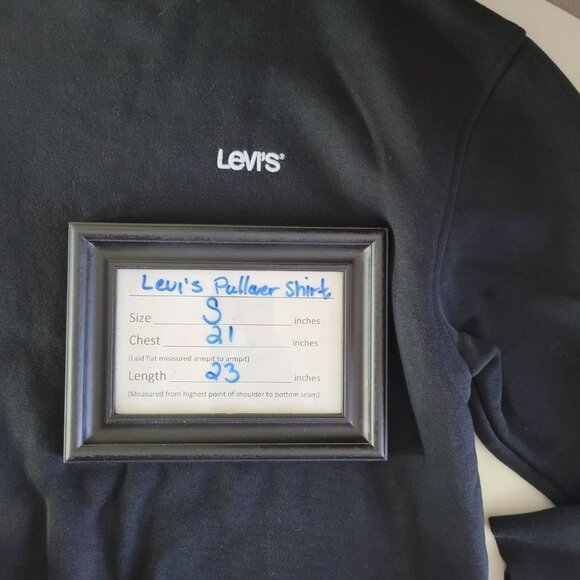 Levi's
Levi's Pullover Shirt
Size S inches
Chest 21 inches
(Laid flat measured armpit to armpit)
Length 23 inches
(Measured from highest point of shoulder to bottom seam)